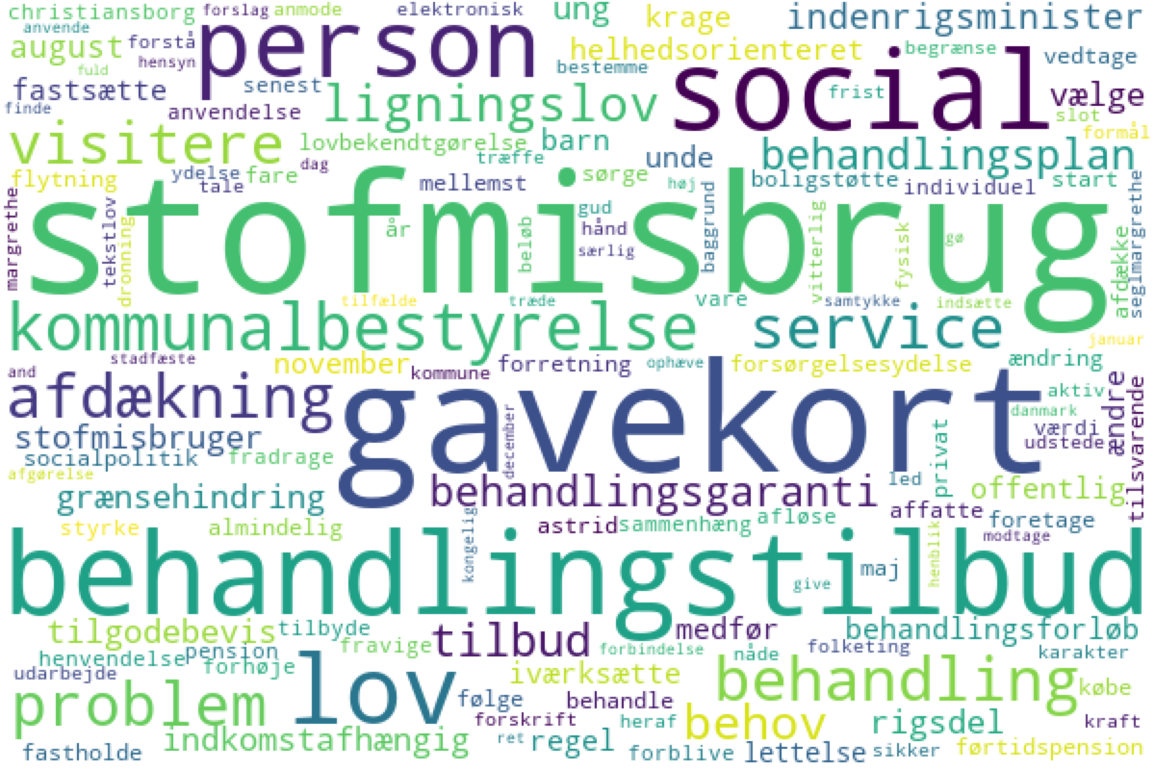 christiansborg forslag anmode elektronisk ung krage indenrigsminister
anvende person
august forstå helhedsorienteret begrænse vedtage
hensyn bestemme social
fuld fastsætte senest frist vælge
finde anvendelse ligningslov slot
visitere lovbekendtgørelse barn formål
dag træffe unde behandlingsplan
flytning ydelse fare mellemst sørge høj boligstøtte individuel start
tale
margrethe stofmisbrug tekstlov dronning år beløb gud hånd særlig baggrund vitterlig fysisk gø afdække seglmargrethe
tilfælde træde vare samtykke indsætte
kommunalbestyrelse service januar
stadfæste november forretning ophæve forsørgelsesydelse ændring
and kommune
afdækning gavekort aktiv ændre tilsvarende
danmark
stofmisbruger december værdi
udstede
socialpolitik fradrage privat
afgørelse led
grænsehindring behandlingsgaranti offentlig
affatte
styrke almindelig kongelig astrid sammenhæng afløse foretage
henblik modtage
behandlingstilbud give maj
tilgodebevis tilbyde tilbud medfør behandlingsforløb
fravige forbindelse nåde folketing karakter
henvendelse pension
udarbejde forhøje lov iværksætte behandling købe
problem følge behandle
forskrift heraf behov rigsdel kraft
indkomstafhængig ret regel
fastholde forblive lettelse sikker førtidspension